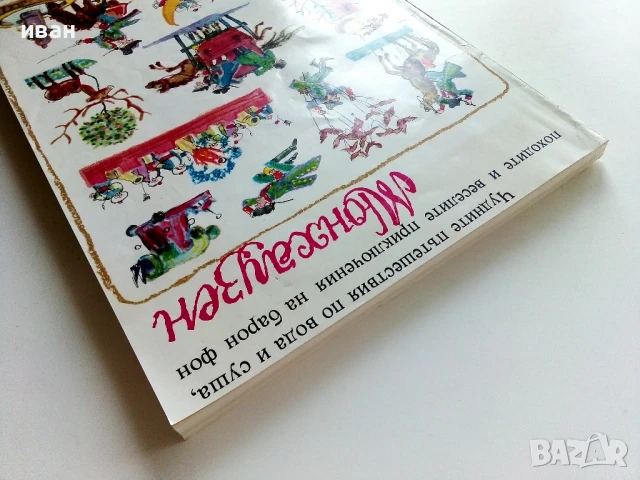 иван
Чудните пътешествия по вода и суша,
походите и веселите приключения на барон фон
Мюнхаузен
BAZAR